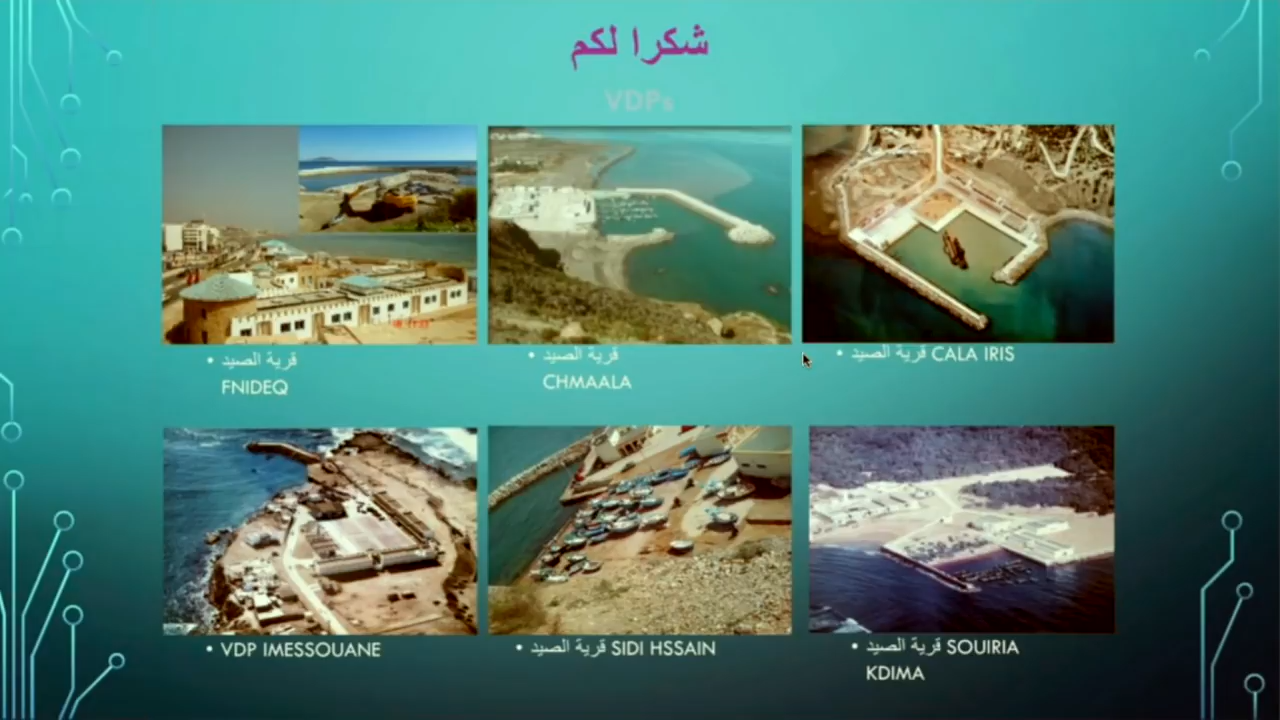 شكرا لكم
VDPs
• قرية الصيد
FNIDEQ
• قرية الصيد
CHMAALA
• قرية الصيد CALA IRIS
• VDP IMESSOUANE
• قرية الصيد SIDI HSSAIN
• قرية الصيد SOUIRIA
KDIMA